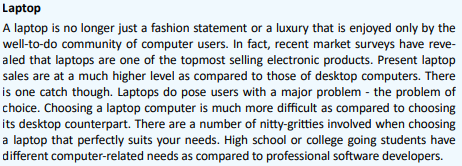 Laptop
A laptop is no longer just a fashion statement or a luxury that is enjoyed only by the
well-to-do community of computer users. In fact, recent market surveys have reve-
aled that laptops are one of the topmost selling electronic products. Present laptop
sales are at a much higher level as compared to those of desktop computers. There
is one catch though. Laptops do pose users with a major problem - the problem of
choice. Choosing a laptop computer is much more difficult as compared to choosing
its desktop counterpart. There are a number of nitty-gritties involved when choosing
a laptop that perfectly suits your needs. High school or college going students have
different computer-related needs as compared to professional software developers.